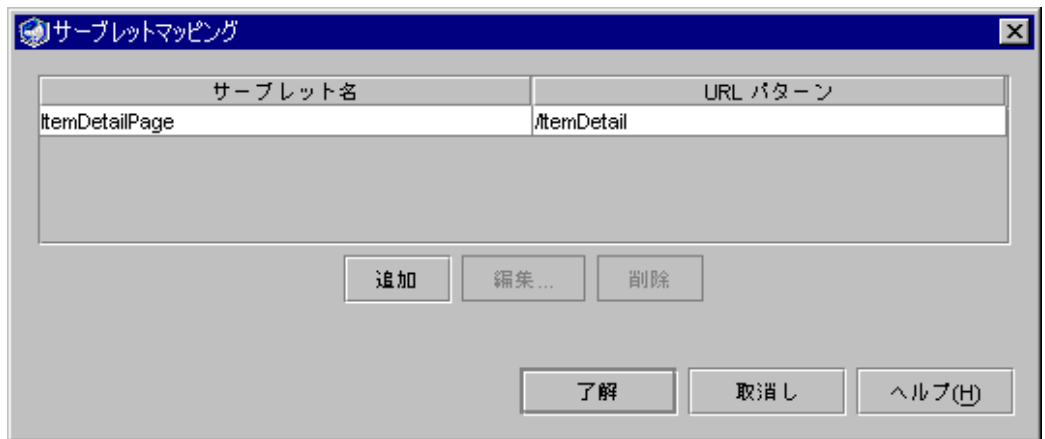 サーブレットマッピング
サーブレット名 URL パターン
ItemDetailPage /ItemDetail
追加 編集... 削除
了解 取消し ヘルプ(H)